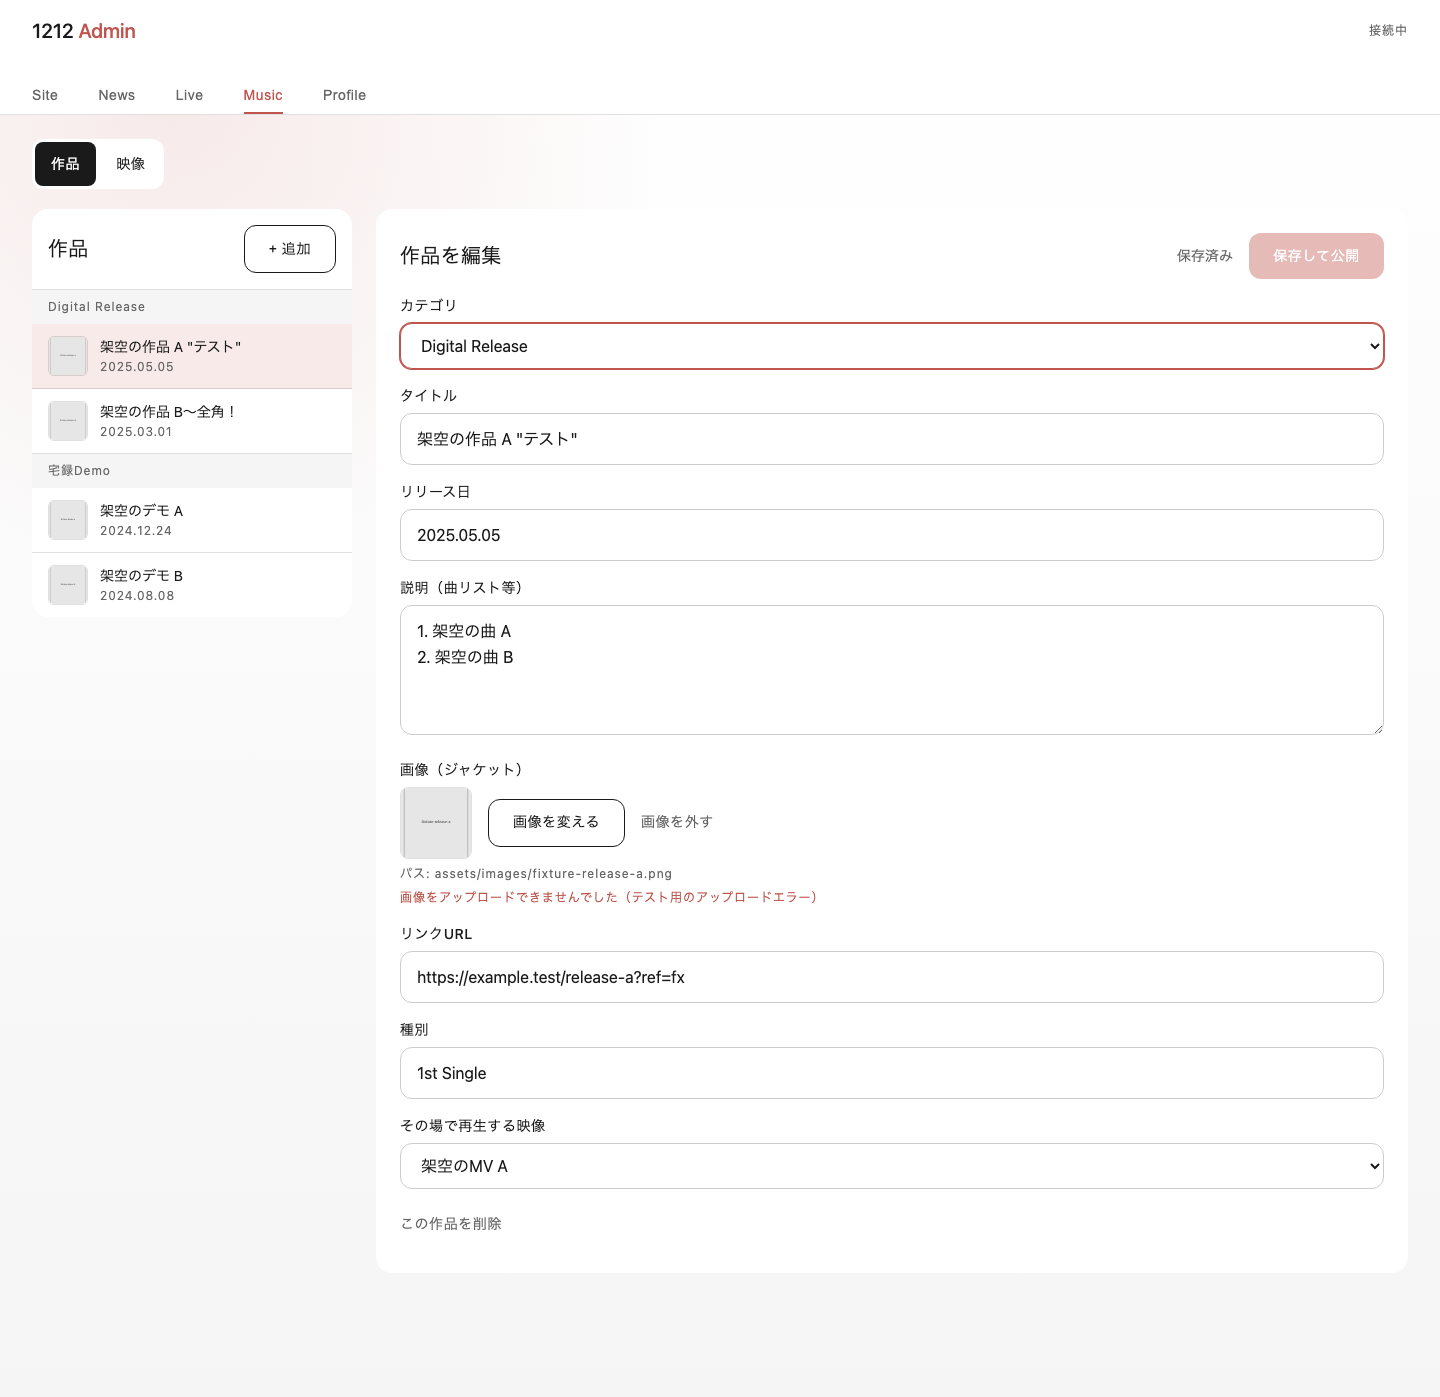 1212 Admin
接続中
Site
News
Live
Music
Profile
作品
映像
作品
+ 追加
Digital Release
架空の作品 A "テスト"
2025.05.05
架空の作品 B〜全角！
2025.03.01
宅録Demo
架空のデモ A
2024.12.24
架空のデモ B
2024.08.08
作品を編集
保存済み
保存して公開
カテゴリ
Digital Release
タイトル
架空の作品 A "テスト"
リリース日
2025.05.05
説明（曲リスト等）
1. 架空の曲 A
2. 架空の曲 B
画像（ジャケット）
画像を変える
画像を外す
パス: assets/images/fixture-release-a.png
画像をアップロードできませんでした（テスト用のアップロードエラー）
リンクURL
https://example.test/release-a?ref=fx
種別
1st Single
その場で再生する映像
架空のMV A
この作品を削除